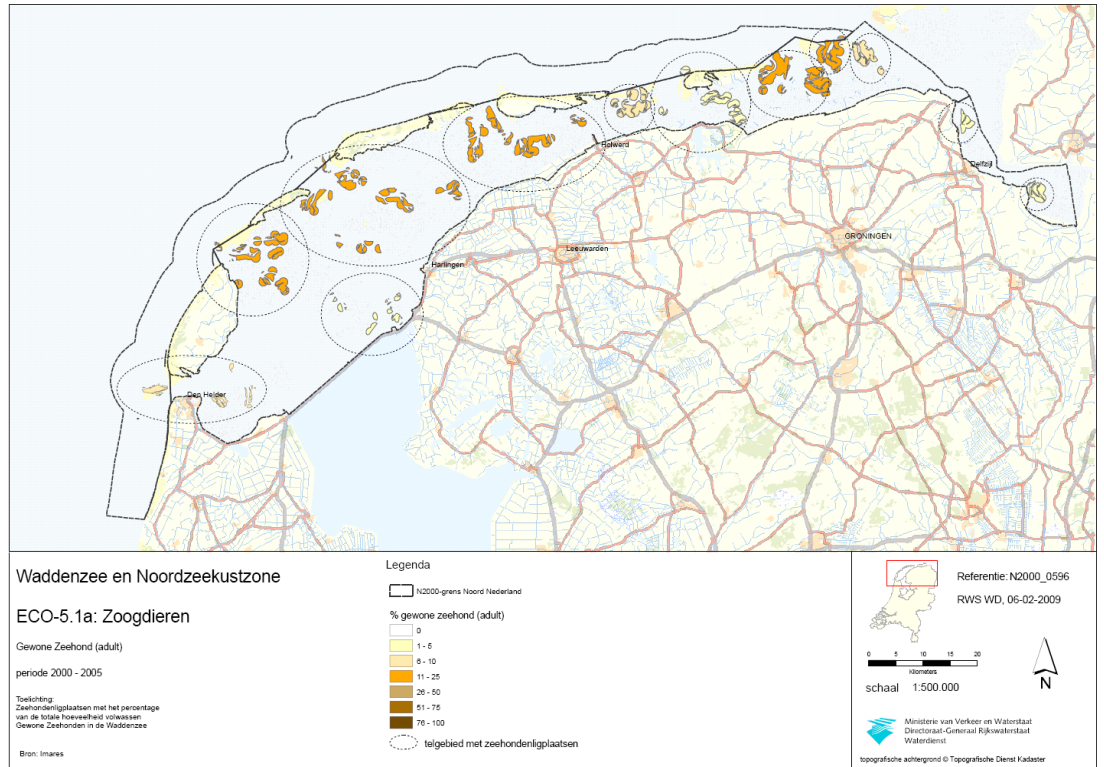 Holwerd
Delfzijl
GRONINGEN
Leeuwarden
Harlingen
Den Helder
Waddenzee en Noordzeekustzone
ECO-5.1a: Zoogdieren
Gewone Zeehond (adult)
periode 2000 - 2005
Toelichting:
Zeehondenligplaatsen met het percentage
van de totale hoeveelheid volwassen
Gewone Zeehonden in de Waddenzee
Bron: Imares
Legenda
N2000-grens Noord Nederland
% gewone zeehond (adult)
0
1 - 5
6 - 10
11 - 25
26 - 50
51 - 75
76 - 100
telgebied met zeehondenligplaatsen
Referentie: N2000_0596
RWS WD, 06-02-2009
0 5 10 15 20
Kilometers
schaal 1:500.000
N
Ministerie van Verkeer en Waterstaat
Directoraat-Generaal Rijkswaterstaat
Waterdienst
topografische achtergrond © Topografische Dienst Kadaster